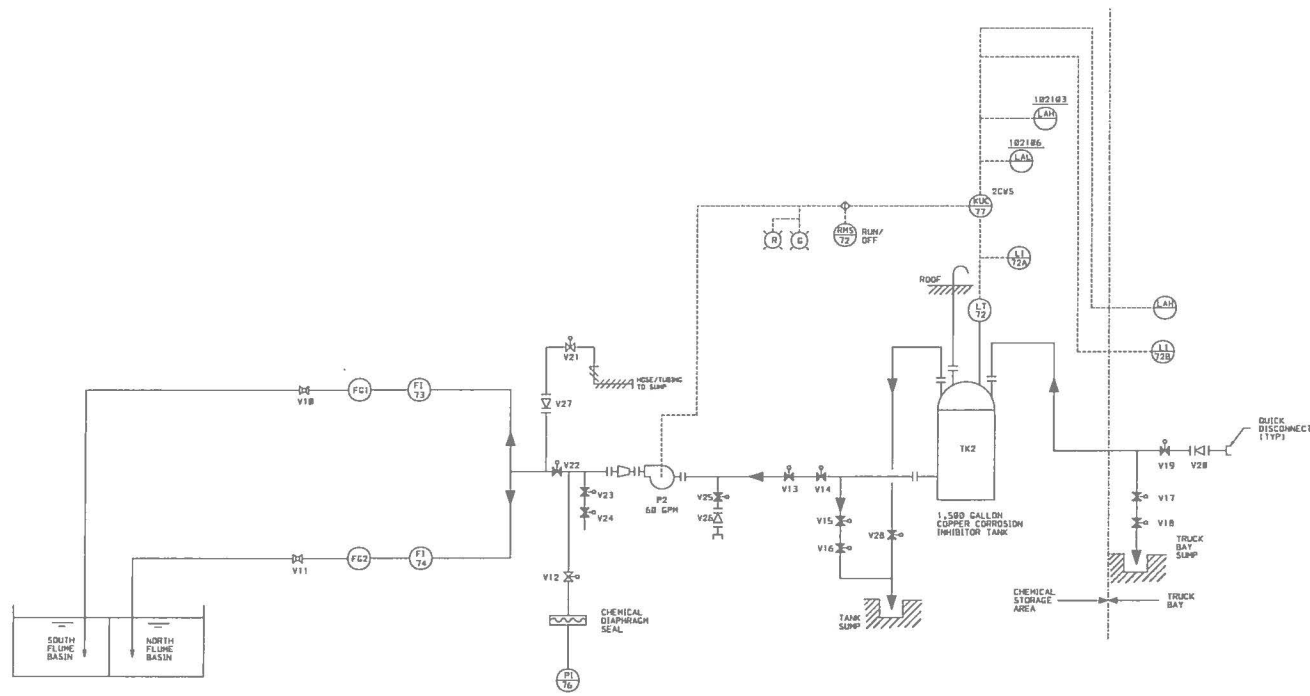 102103
LAH
102106
LAL
2CWS
KUC
77
R
G
RMS
72
RUN/
OFF
LI
72A
ROOF
LT
72
LAH
LI
72B
V21
HOSE/TUBING
TO SUMP
V10
FG1
FI
73
V27
QUICK
DISCONNECT
(TYP)
TK2
V22
V19
V20
P2
60 GPM
V13
V14
V23
V24
V25
V26
V15
V16
V28
V17
V18
1,500 GALLON
COPPER CORROSION
INHIBITOR TANK
V11
FG2
FI
74
V12
TRUCK
BAY
SUMP
CHEMICAL
STORAGE
AREA
TRUCK
BAY
CHEMICAL
DIAPHRAGM
SEAL
TANK
SUMP
SOUTH
FLUME
BASIN
NORTH
FLUME
BASIN
PI
76